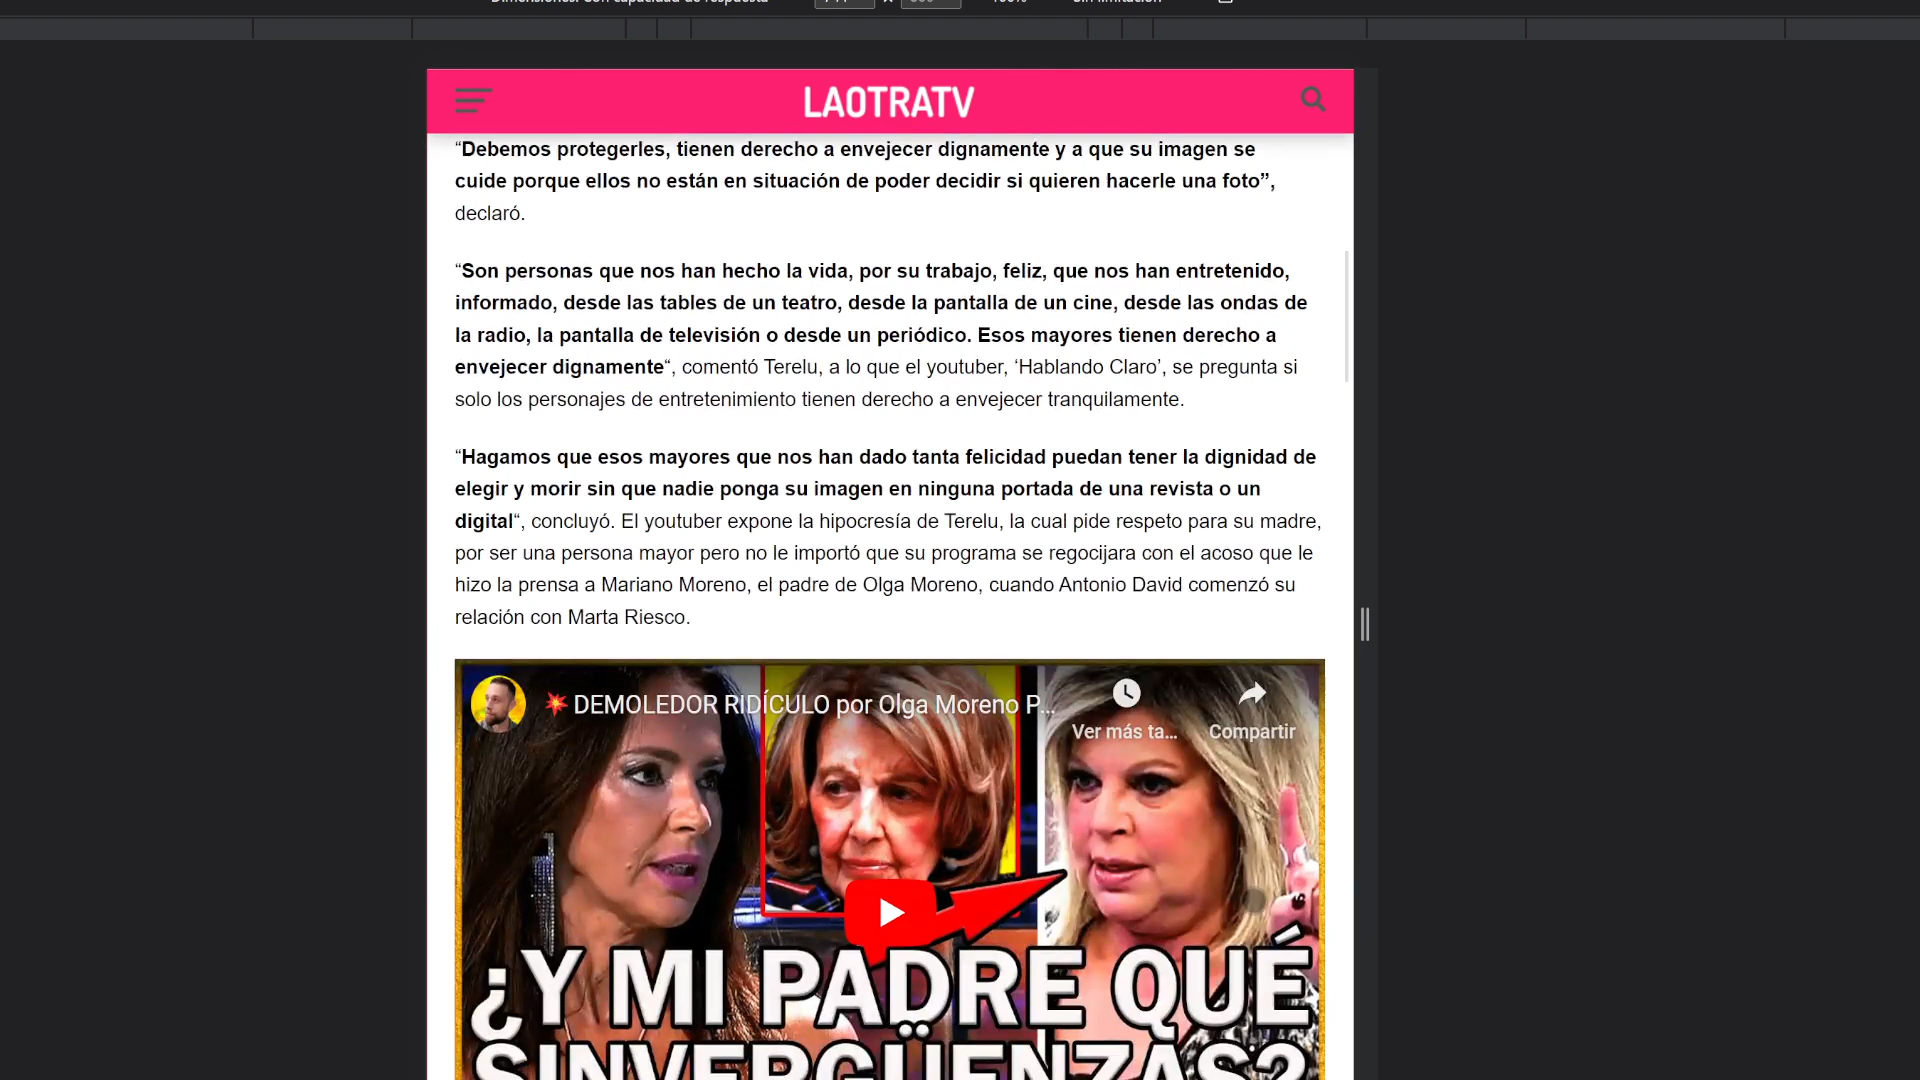 LAOTRATV
“Debemos protegerles, tienen derecho a envejecer dignamente y a que su imagen se
cuide porque ellos no están en situación de poder decidir si quieren hacerle una foto”,
declaró.
“Son personas que nos han hecho la vida, por su trabajo, feliz, que nos han entretenido,
informado, desde las tables de un teatro, desde la pantalla de un cine, desde las ondas de
la radio, la pantalla de televisión o desde un periódico. Esos mayores tienen derecho a
envejecer dignamente“, comentó Terelu, a lo que el youtuber, ‘Hablando Claro’, se pregunta si
solo los personajes de entretenimiento tienen derecho a envejecer tranquilamente.
“Hagamos que esos mayores que nos han dado tanta felicidad puedan tener la dignidad de
elegir y morir sin que nadie ponga su imagen en ninguna portada de una revista o un
digital“, concluyó. El youtuber expone la hipocresía de Terelu, la cual pide respeto para su madre,
por ser una persona mayor pero no le importó que su programa se regocijara con el acoso que le
hizo la prensa a Mariano Moreno, el padre de Olga Moreno, cuando Antonio David comenzó su
relación con Marta Riesco.
DEMOLEDOR RIDÍCULO por Olga Moreno P...
Ver más ta...
Compartir
¿Y MI PADRE QUÉ
SINVERGÜENZAS?